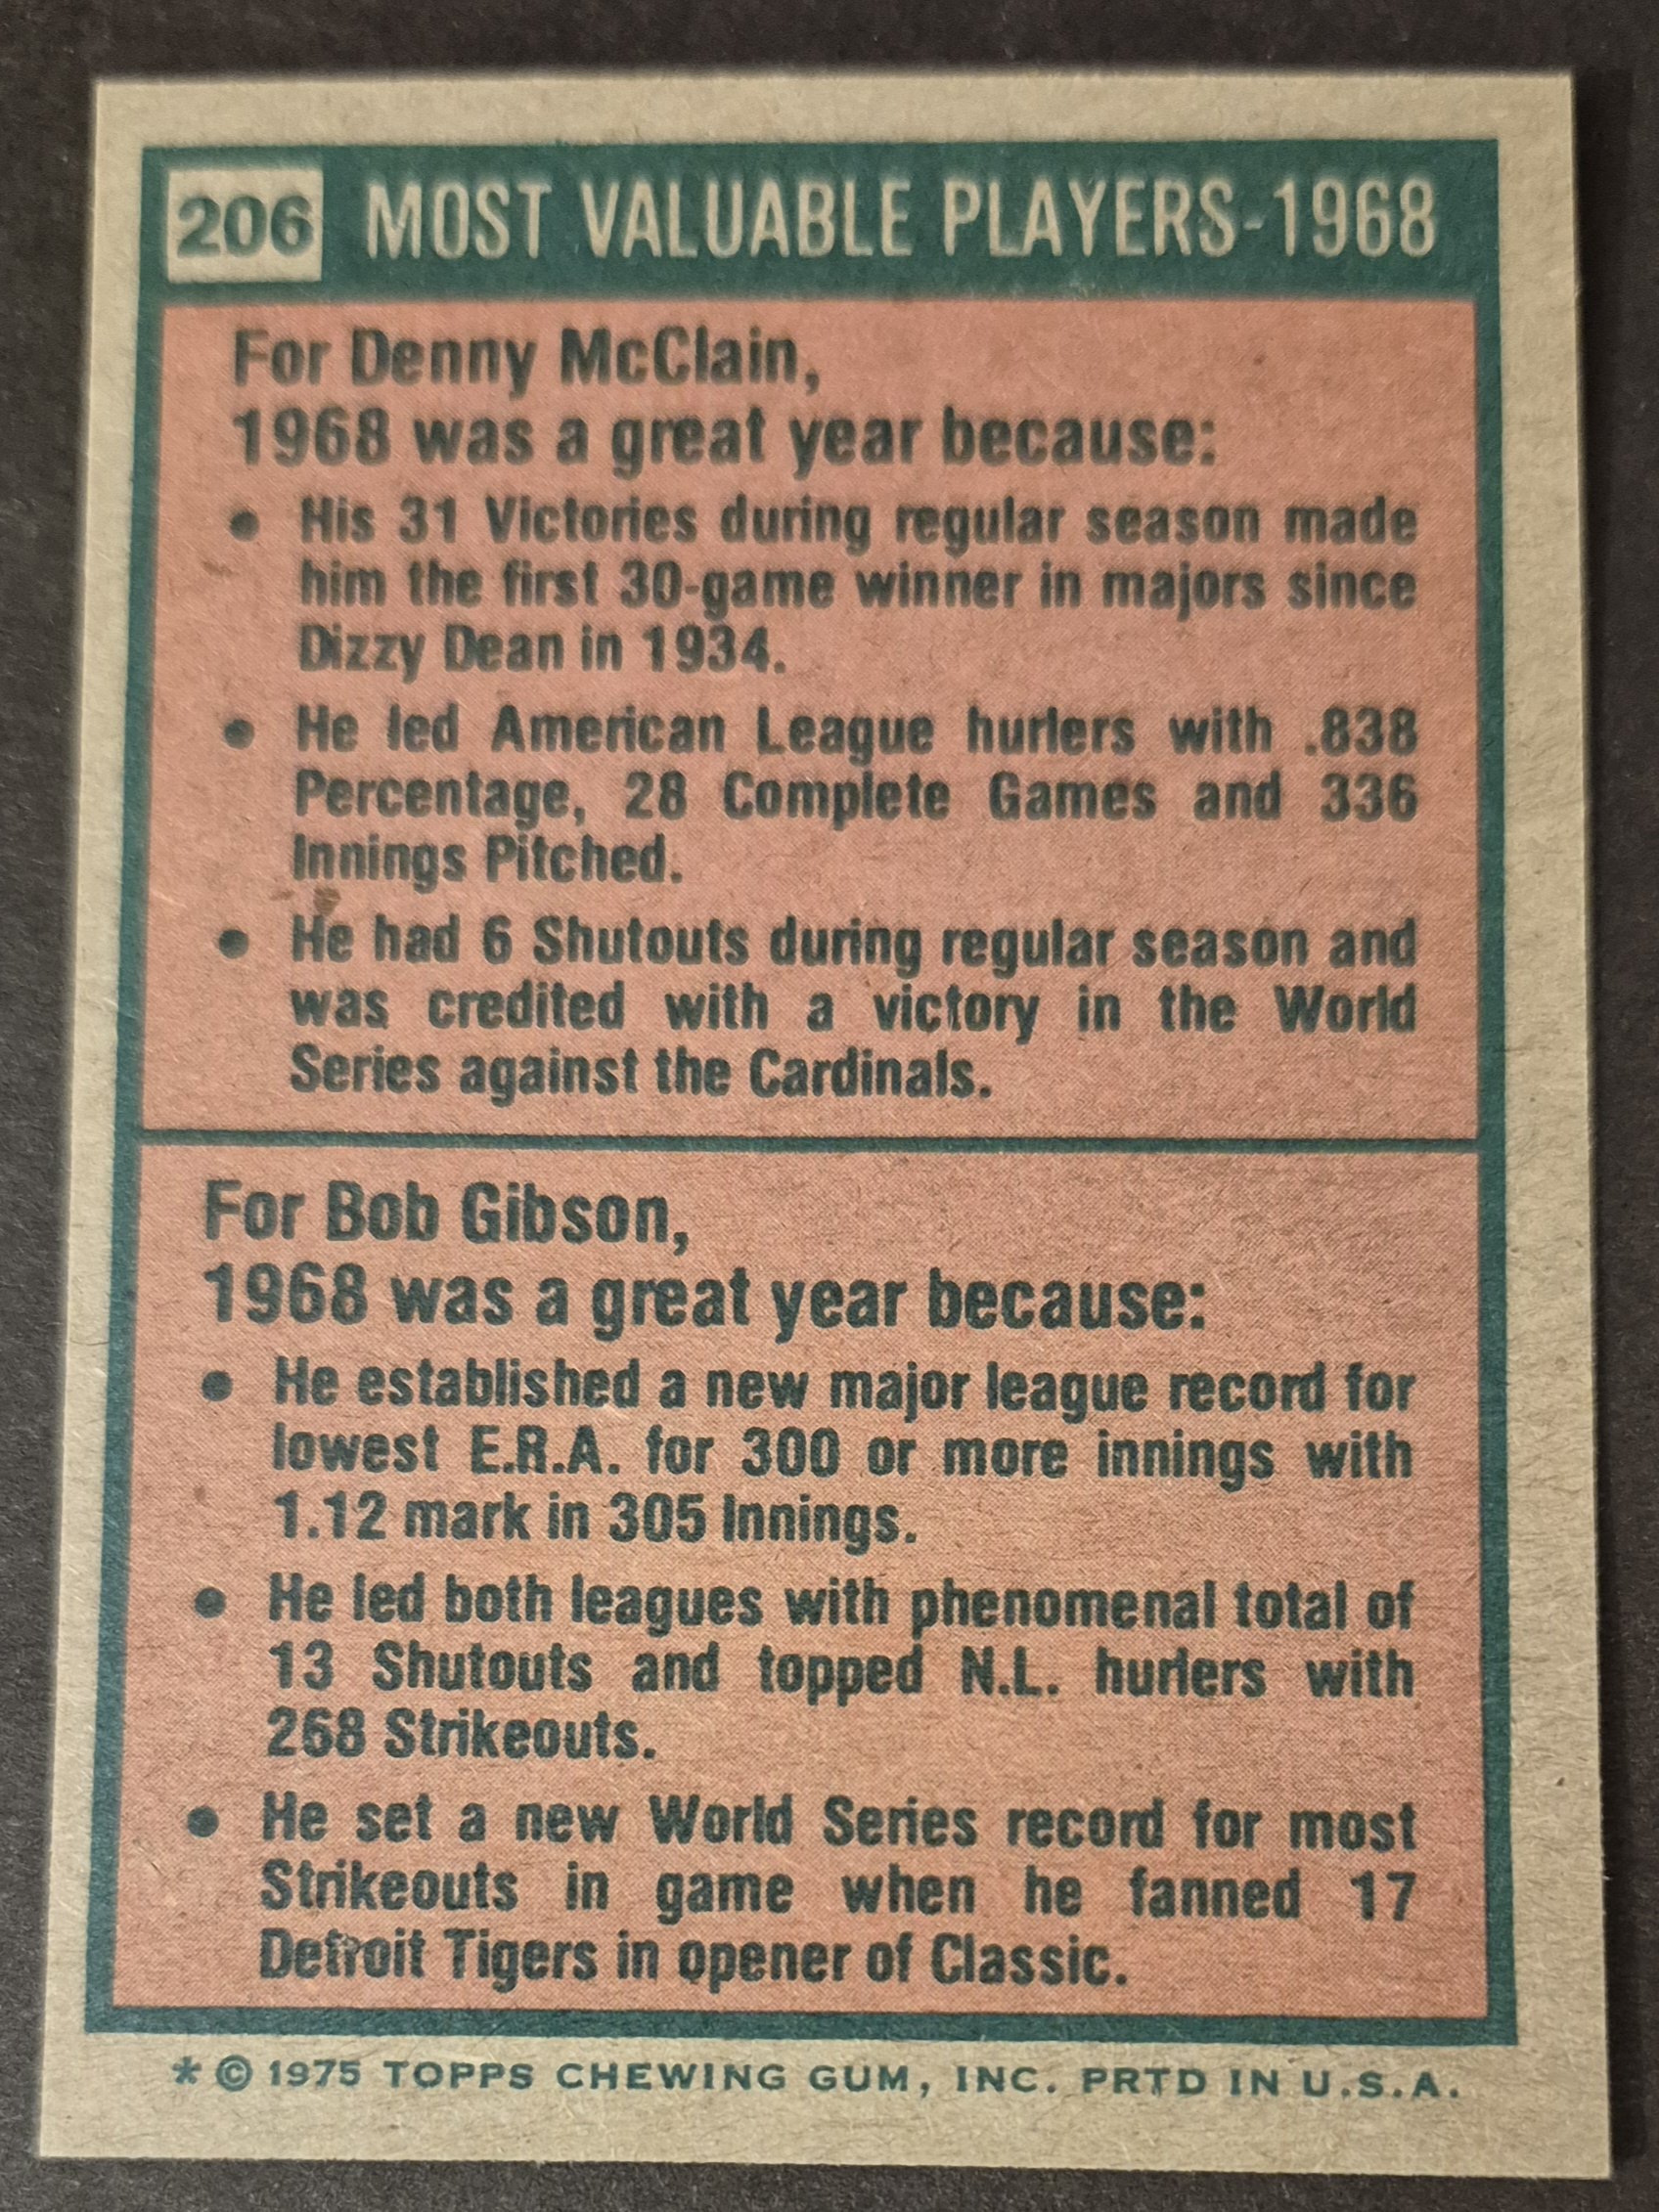 206 MOST VALUABLE PLAYERS-1968
For Denny McClain,
1968 was a great year because:
• His 31 Victories during regular season made
him the first 30-game winner in majors since
Dizzy Dean in 1934.
• He led American League hurlers with .838
Percentage, 28 Complete Games and 336
Innings Pitched.
• He had 6 Shutouts during regular season and
was credited with a victory in the World
Series against the Cardinals.
For Bob Gibson,
1968 was a great year because:
• He established a new major league record for
lowest E.R.A. for 300 or more innings with
1.12 mark in 305 Innings.
• He led both leagues with phenomenal total of
13 Shutouts and topped N.L. hurlers with
268 Strikeouts.
• He set a new World Series record for most
Strikeouts in game when he fanned 17
Detroit Tigers in opener of Classic.
* © 1975 TOPPS CHEWING GUM, INC. PRTD IN U.S.A.